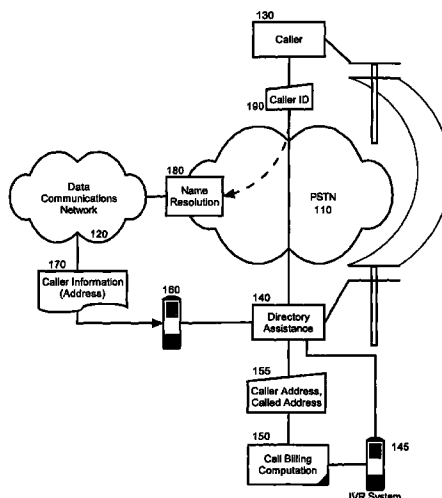 130
Caller
Caller ID
190
180
Name
Resolution
Data
Communications
Network
120
PSTN
110
170
Caller Information
(Address)
160
140
Directory
Assistance
155
Caller Address,
Called Address
150
Call Billing
Computation
145
IVR System